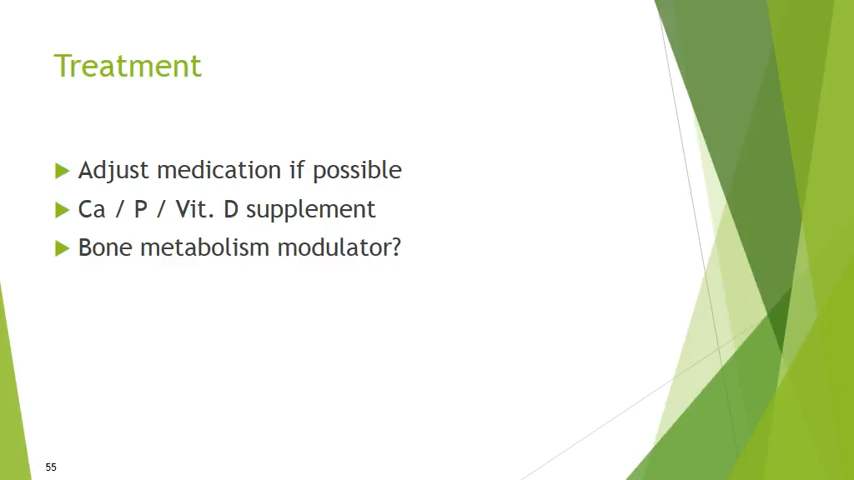 Treatment
Adjust medication if possible
Ca / P / Vit. D supplement
Bone metabolism modulator?
55